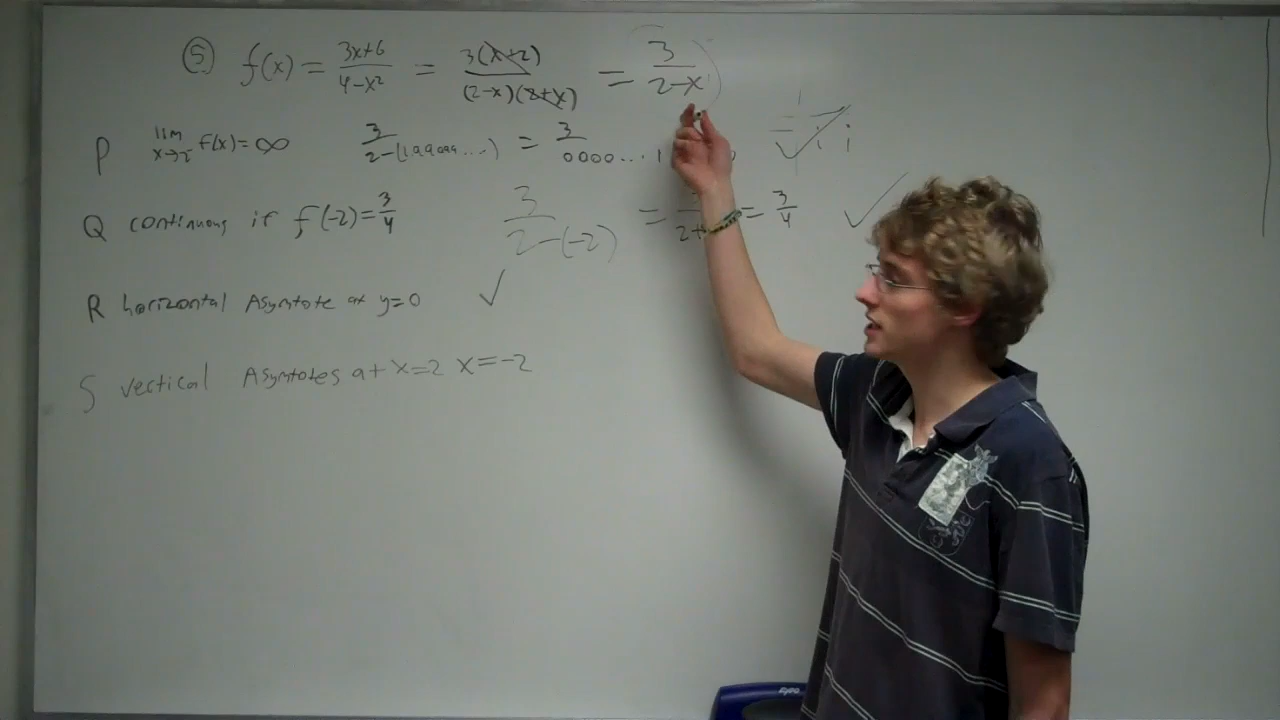 ⑤ f(x) = 3x+6 / 4-x² = 3(x+2) / (2-x)(2+x) = 3 / 2-x
P lim x→2⁻ f(x) = ∞ 3 / 2-(1.999999...) = 3 / 0000...1
Q continuous if f(-2) = 3/4 3 / 2-(-2) = = 3/4 ✓
R horizontal Asymtote at y=0 ✓
S vertical Asymtotes at x=2 x=-2
expo